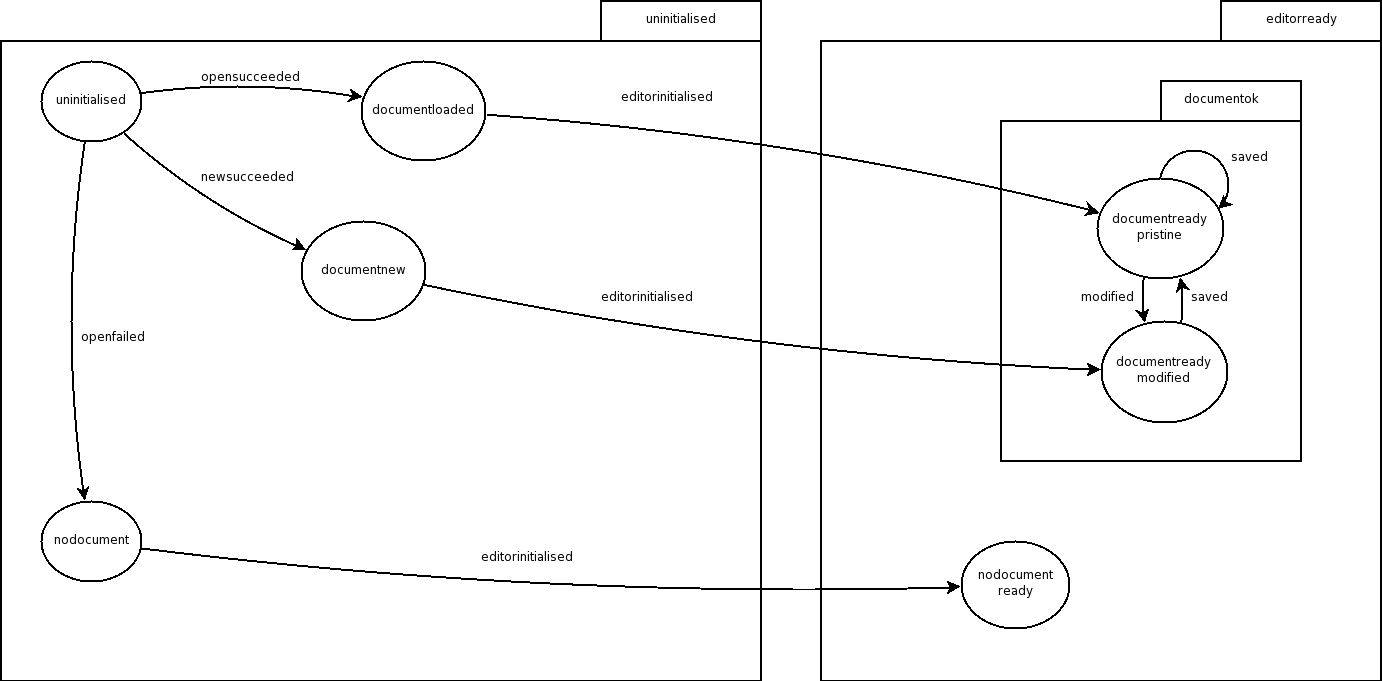 uninitialised
editorready
uninitialised
opensucceeded
documentloaded
editorinitialised
documentok
saved
newsucceeded
documentready
pristine
documentnew
editorinitialised
modified
saved
openfailed
documentready
modified
nodocument
editorinitialised
nodocument
ready